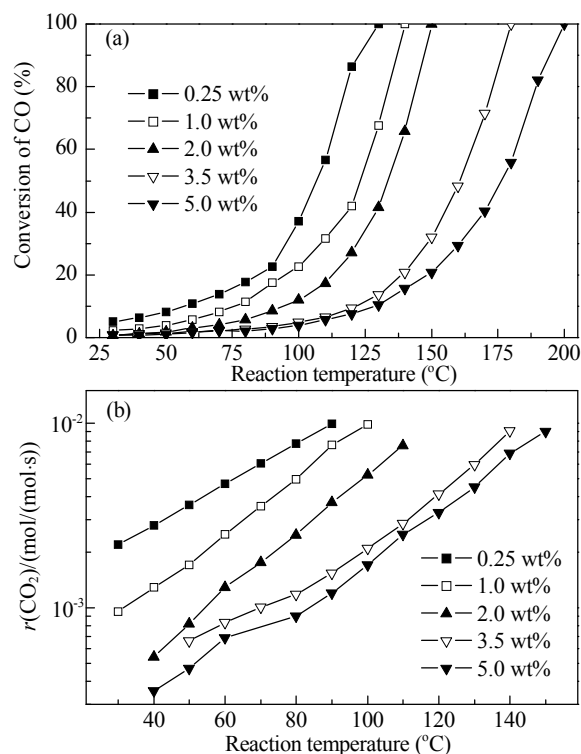 (a)
100
80
60
40
20
0
Conversion of CO (%)
0.25 wt%
1.0 wt%
2.0 wt%
3.5 wt%
5.0 wt%
25 50 75 100 125 150 175 200
Reaction temperature (°C)
(b)
10⁻²
10⁻³
r(CO₂)/(mol/(mol·s))
0.25 wt%
1.0 wt%
2.0 wt%
3.5 wt%
5.0 wt%
40 60 80 100 120 140
Reaction temperature (°C)